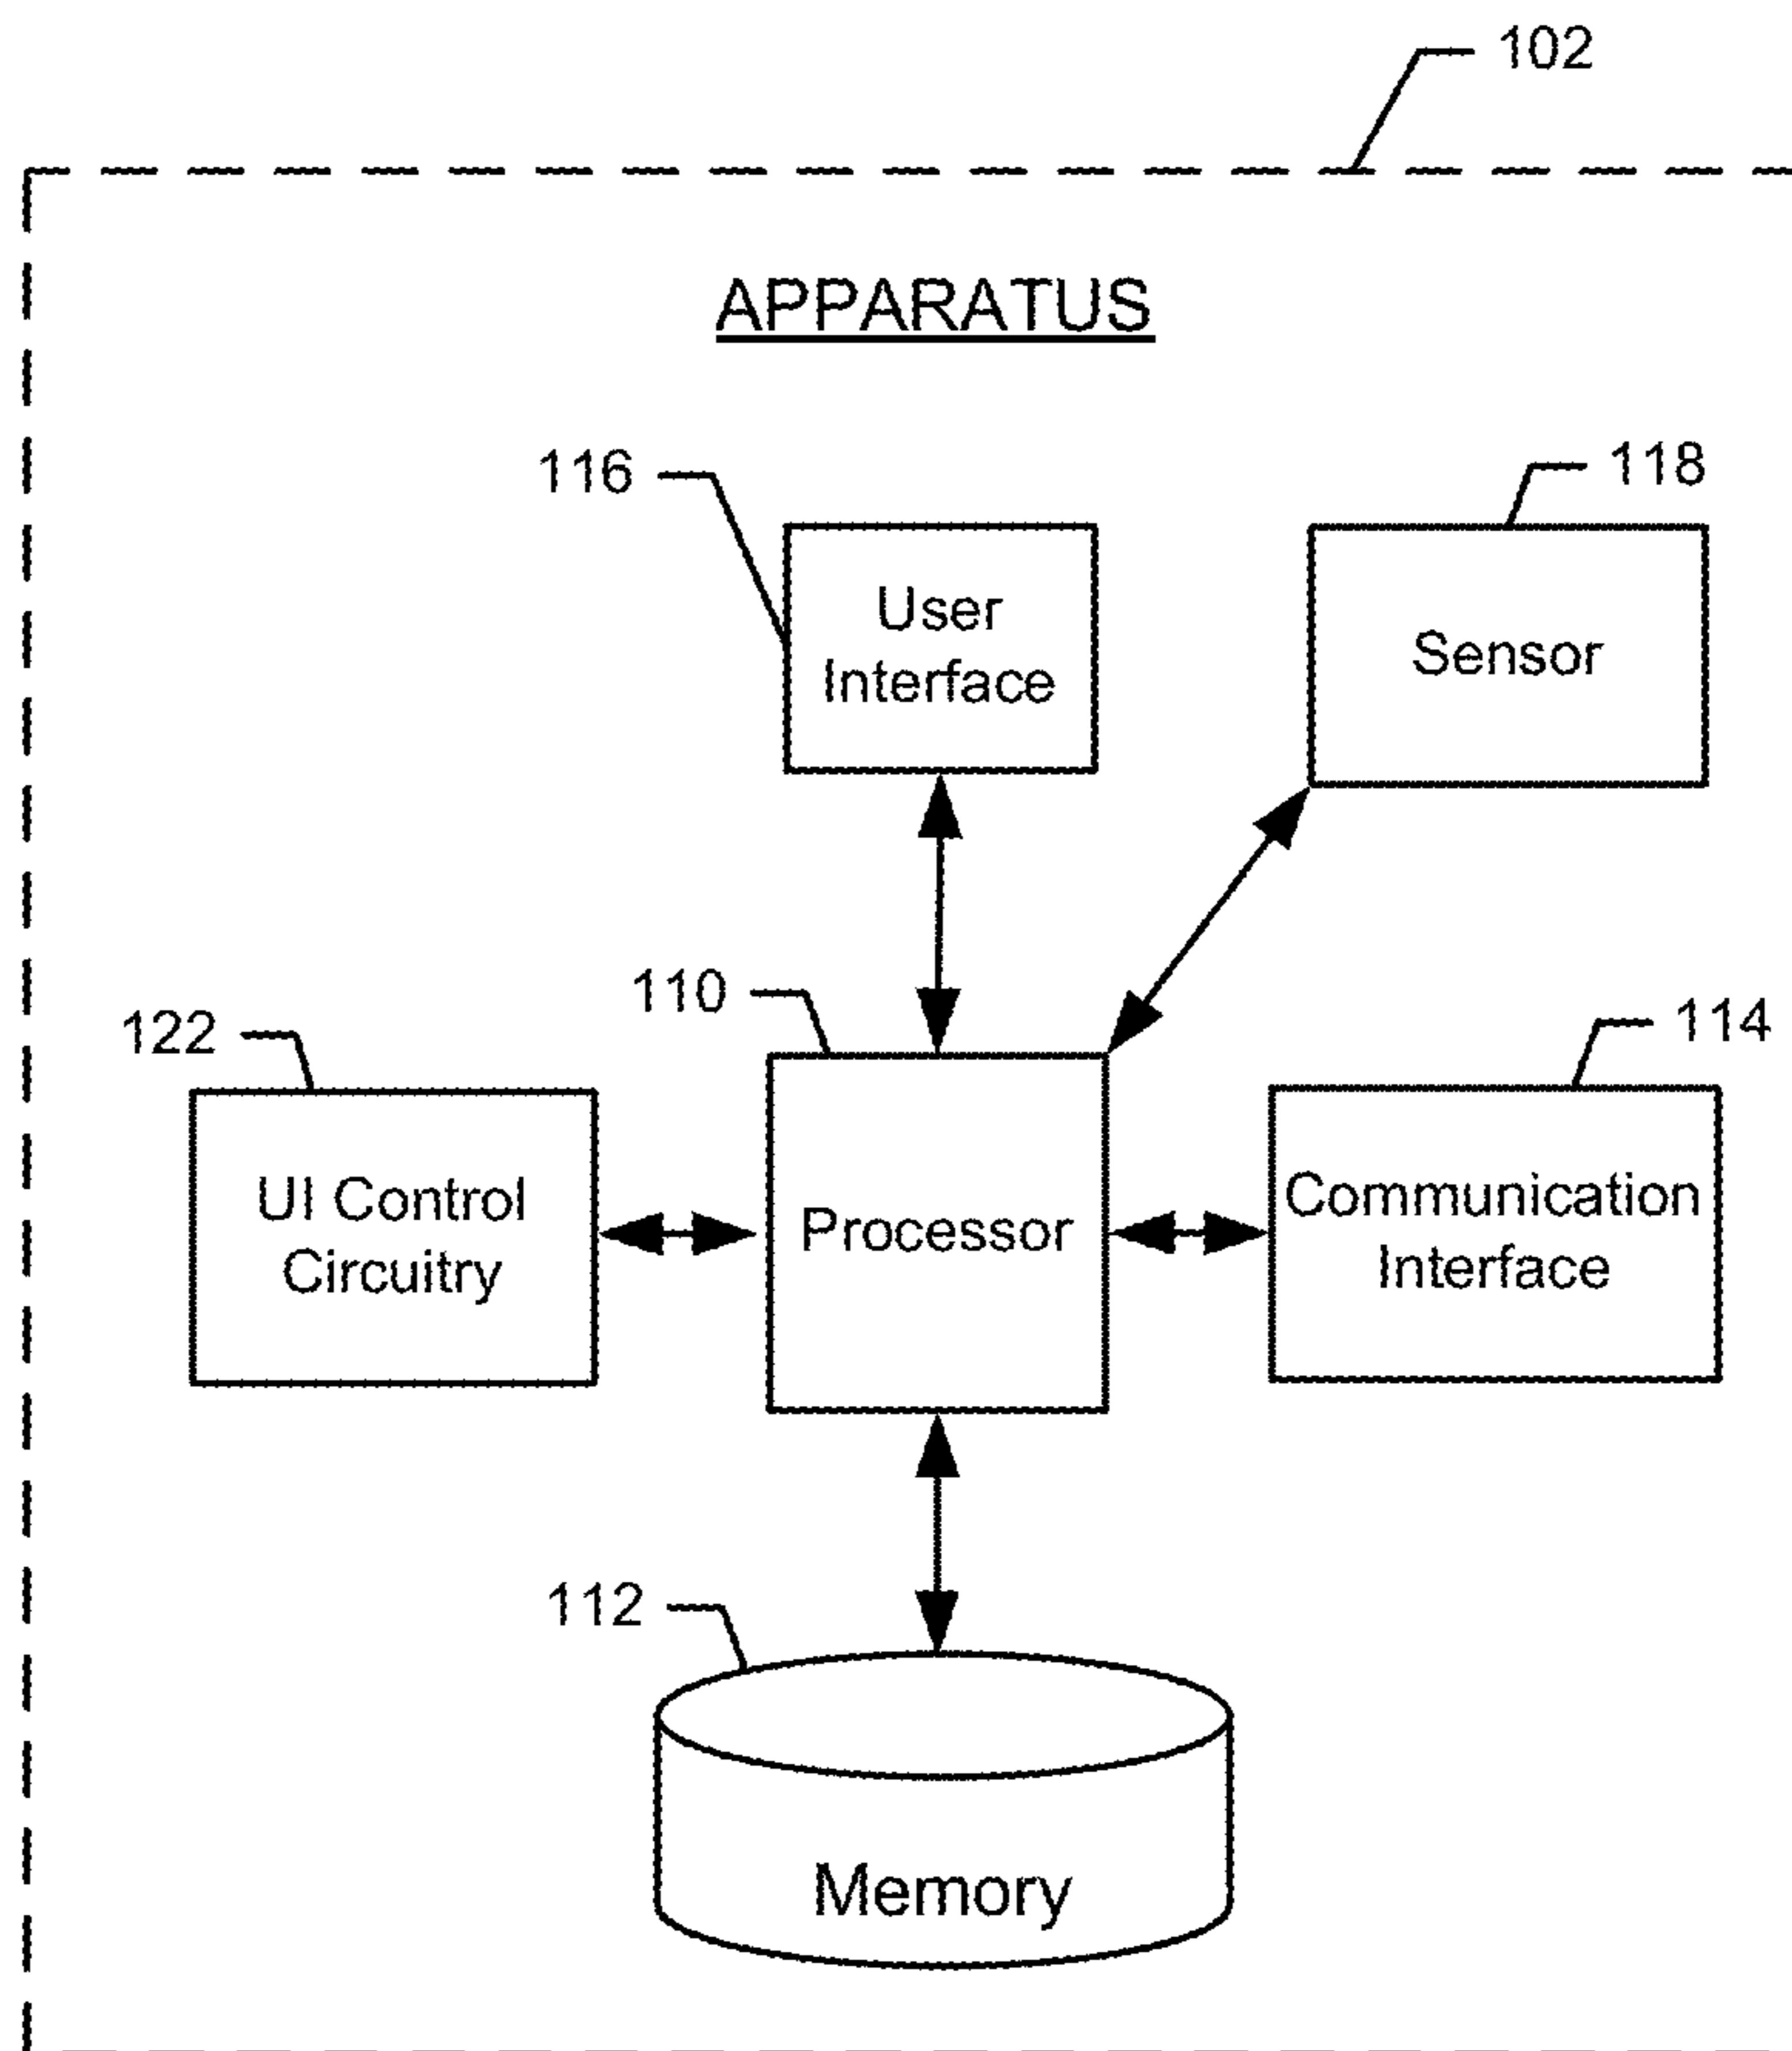 102
APPARATUS
116
118
User
Interface
Sensor
110
122
114
UI Control
Circuitry
Processor
Communication
Interface
112
Memory